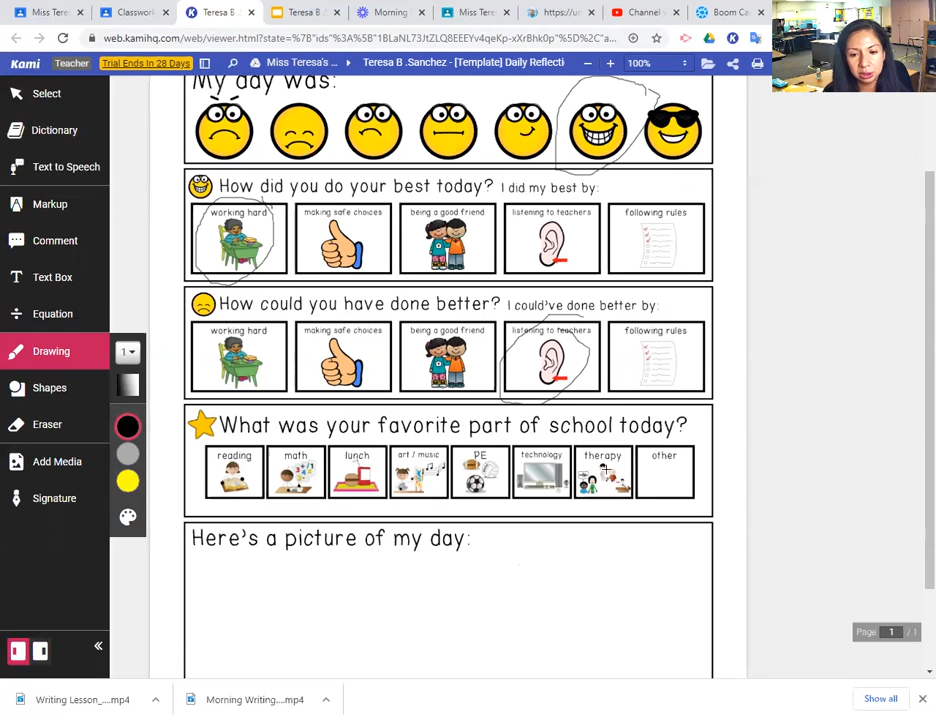 Miss Teres
Classwork
Teresa B
Teresa B .
Morning
Miss Teres
https://ur
Channel v
Boom Ca
web.kamihq.com/web/viewer.html?state=%7B"ids"%3A%5B"1BLaNL73JtZLQ8EEEYv4qeKp-xXrBhk0p"%5D%2C"a...
Kami
Teacher
Trial Ends In 28 Days
Miss Teresa's ...
Teresa B .Sanchez - [Template] Daily Reflecti
100%
Select
Dictionary
Text to Speech
Markup
Comment
Text Box
Equation
Drawing
Shapes
Eraser
Add Media
Signature
1
My day was:
How did you do your best today? I did my best by:
working hard
making safe choices
being a good friend
listening to teachers
following rules
How could you have done better? I could've done better by:
working hard
making safe choices
being a good friend
listening to teachers
following rules
What was your favorite part of school today?
reading
math
lunch
art / music
PE
technology
therapy
other
Here's a picture of my day:
Page 1 / 1
Writing Lesson_....mp4
Morning Writing....mp4
Show all